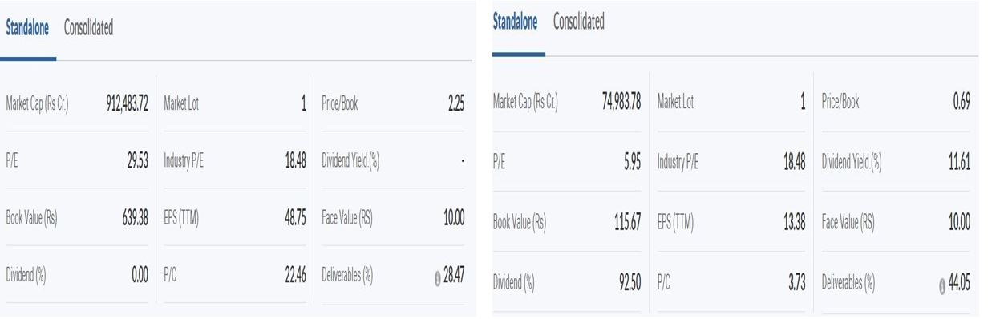 Standalone Consolidated
Market Cap (Rs Cr.) 912,483.72 Market Lot 1 Price/Book 2.25
P/E 29.53 Industry P/E 18.48 Dividend Yield.(%) -
Book Value (Rs) 639.38 EPS (TTM) 48.75 Face Value (RS) 10.00
Dividend (%) 0.00 P/C 22.46 Deliverables (%) 28.47
Standalone Consolidated
Market Cap (Rs Cr.) 74,983.78 Market Lot 1 Price/Book 0.69
P/E 5.95 Industry P/E 18.48 Dividend Yield.(%) 11.61
Book Value (Rs) 115.67 EPS (TTM) 13.38 Face Value (RS) 10.00
Dividend (%) 92.50 P/C 3.73 Deliverables (%) 44.05